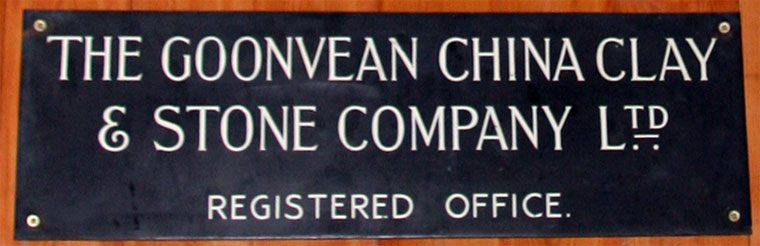 THE GOONVEAN CHINA CLAY
& STONE COMPANY LTD
REGISTERED OFFICE.